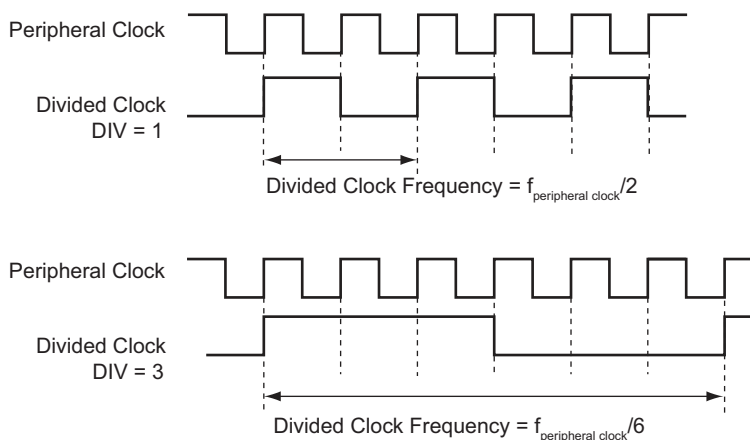 Peripheral Clock
Divided Clock
DIV = 1
Divided Clock Frequency = fperipheral clock/2
Peripheral Clock
Divided Clock
DIV = 3
Divided Clock Frequency = fperipheral clock/6